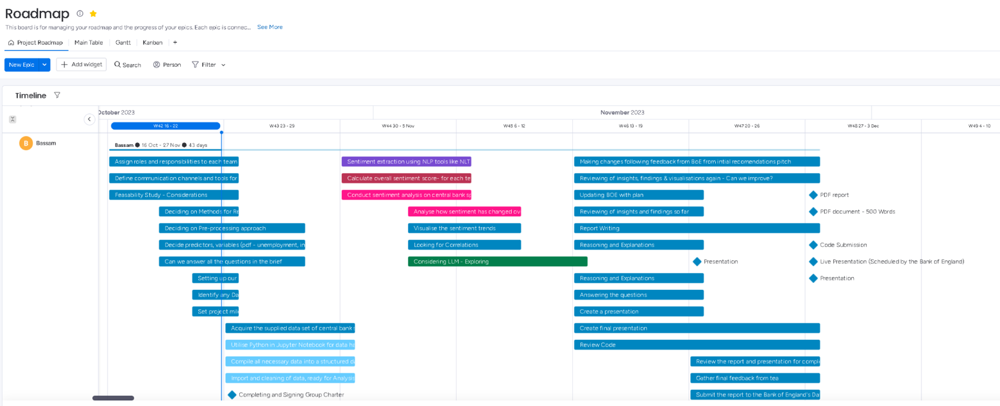 Roadmap
This board is for managing your roadmap and the progress of your epics. Each epic is connec... See More
Project Roadmap Main Table Gantt Kanban +
New Epic Add widget Search Person Filter
Timeline
October 2023 November 2023
W42 16 - 22 W43 23 - 29 W44 30 - 5 Nov W45 6 - 12 W46 13 - 19 W47 20 - 26 W48 27 - 3 Dec W49 4 - 10
B Bassam
Bassam ● 16 Oct - 27 Nov ● 43 days
Assign roles and responsibilities to each team Sentiment extraction using NLP tools like NLT Making changes following feedback from BoE from intial recomendations pitch
Define communication channels and tools for Calculate overall sentiment score- for each te Reviewing of insights, findings & visualisations again - Can we improve?
Feasability Study - Considerations Conduct sentiment analysis on central bank sp Updating BOE with plan PDF report
Deciding on Methods for Re Analyse how sentiment has changed ov Reviewing of insights and findings so far PDF document - 500 Words
Deciding on Pre-processing approach Visualise the sentiment trends Report Writing
Decide predictors, variables (pdf - unemployment, in Looking for Correlations Reasoning and Explanations Code Submission
Can we answer all the questions in the brief Considering LLM - Exploring Presentation Live Presentation (Scheduled by the Bank of England)
Setting up our Reasoning and Explanations Presentation
Identify any Da Answering the questions
Set project mile Create a presentation
Acquire the supplied data set of central bank s Create final presentation
Utilise Python in Jupyter Notebook for data ha Review Code
Compile all necessary data into a structured da Review the report and presentation for comple
Import and cleaning of data, ready for Analysis Gather final feedback from tea
Completing and Signing Group Charter Submit the report to the Bank of England's Da